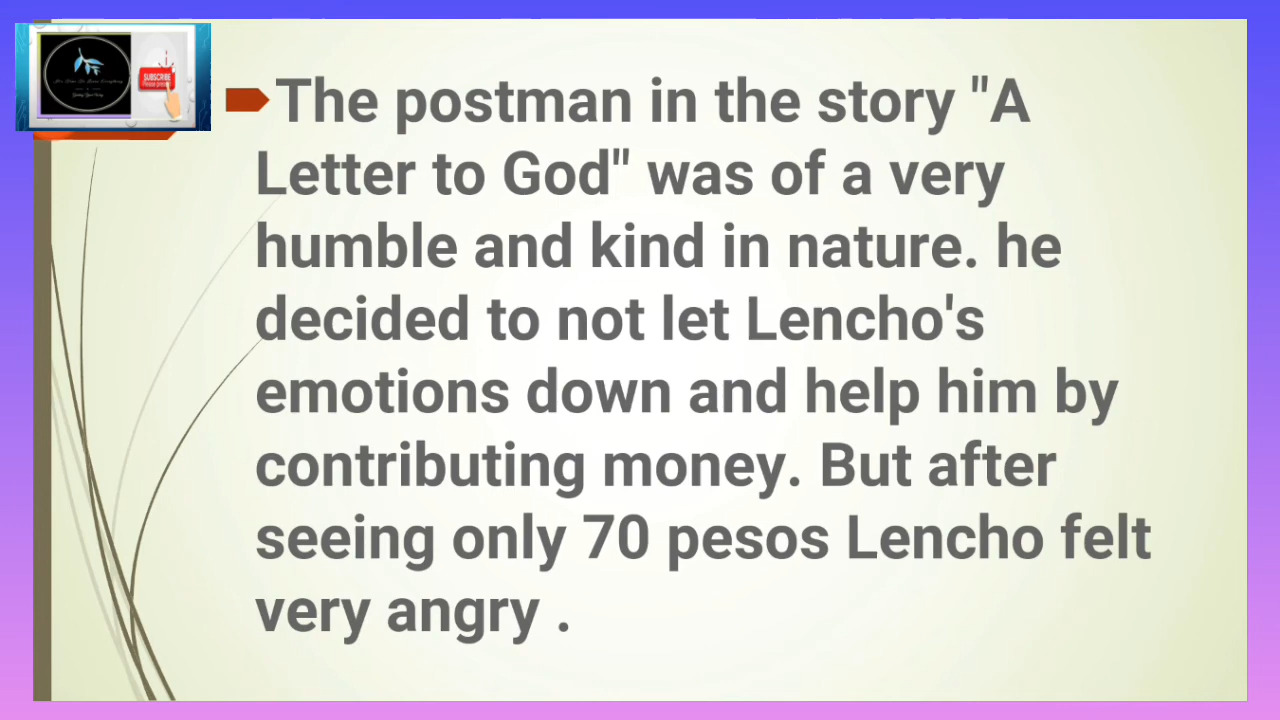 SUBSCRIBE
The postman in the story "A
Letter to God" was of a very
humble and kind in nature. he
decided to not let Lencho's
emotions down and help him by
contributing money. But after
seeing only 70 pesos Lencho felt
very angry .